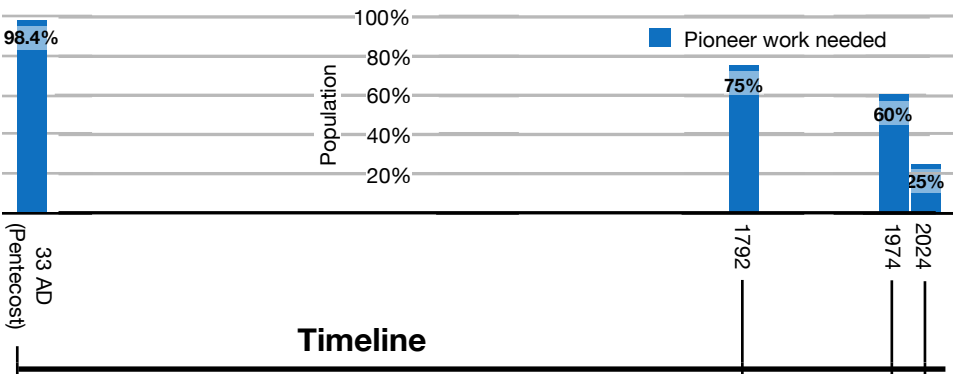 100%
98.4%
Pioneer work needed
80%
75%
Population
60%
60%
40%
20%
25%
33 AD
(Pentecost)
1792
1974
2024
Timeline